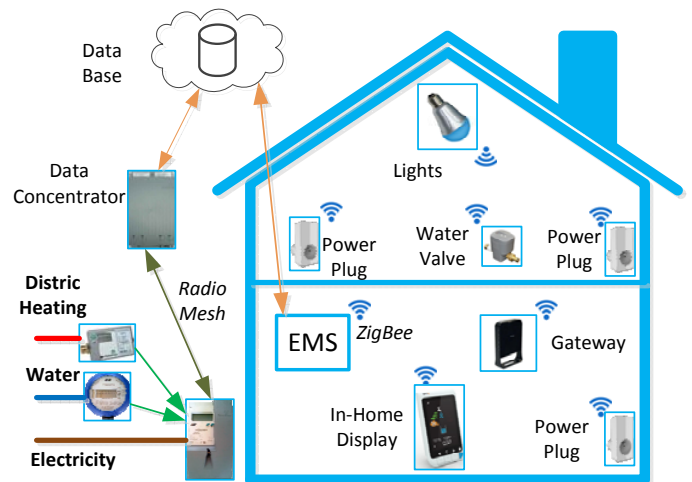 Data
Base
Data
Concentrator
Radio
Mesh
Distric
Heating
Water
Electricity
Lights
Power
Plug
Water
Valve
Power
Plug
EMS
ZigBee
Gateway
In-Home
Display
Power
Plug